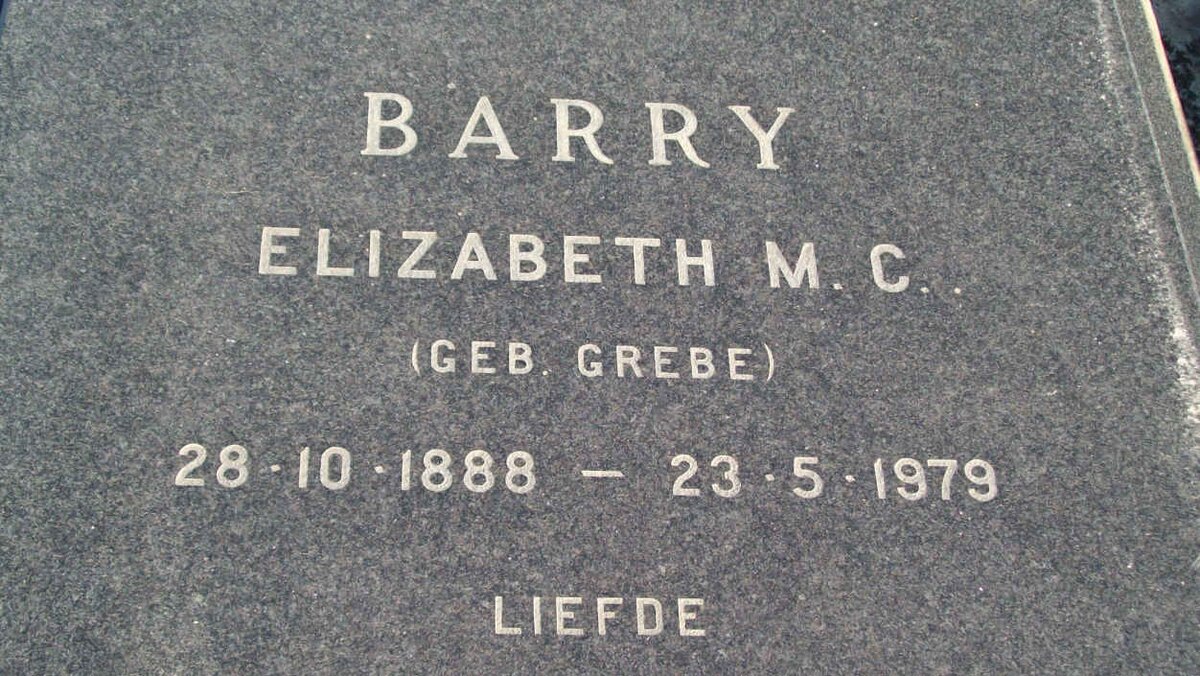 BARRY
ELIZABETH M. C..
(GEB. GREBE)
28·10·1888 — 23·5·1979
LIEFDE